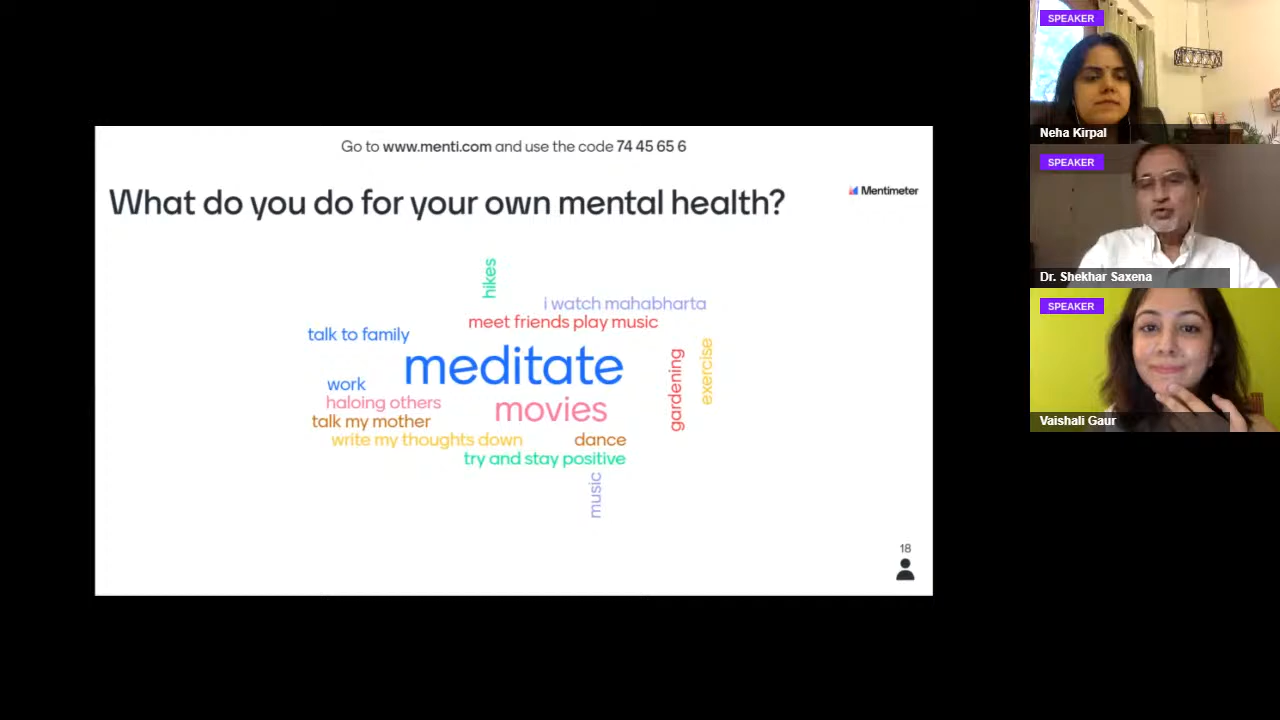 Go to www.menti.com and use the code 74 45 65 6
What do you do for your own mental health?
Mentimeter
hikes
i watch mahabharta
meet friends play music
talk to family
meditate
gardening
exercise
work
haloing others
movies
talk my mother
write my thoughts down
dance
try and stay positive
music
18
SPEAKER
Neha Kirpal
SPEAKER
Dr. Shekhar Saxena
SPEAKER
Vaishali Gaur